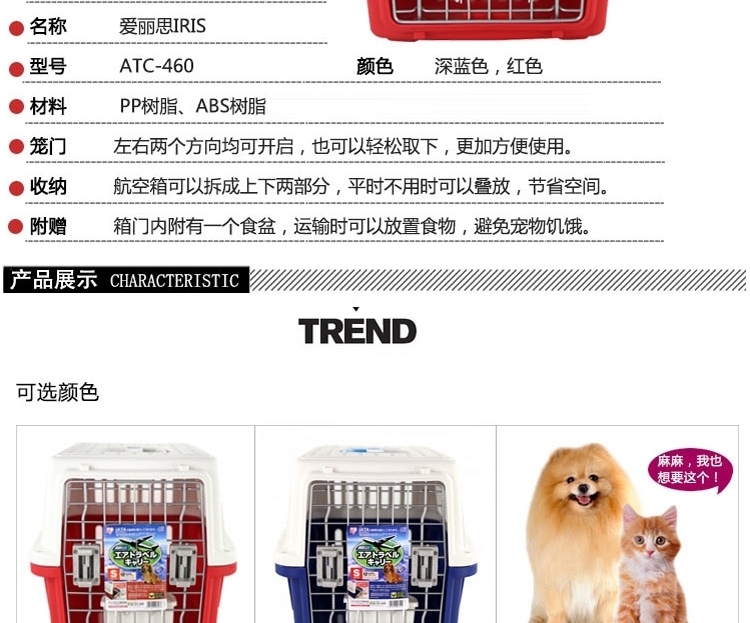 名称 爱丽思IRIS
型号 ATC-460 颜色 深蓝色，红色
材料 PP树脂、ABS树脂
笼门 左右两个方向均可开启，也可以轻松取下，更加方便使用。
收纳 航空箱可以拆成上下两部分，平时不用时可以叠放，节省空间。
附赠 箱门内附有一个食盆，运输时可以放置食物，避免宠物饥饿。
产品展示 CHARACTERISTIC
TREND
可选颜色
麻麻，我也
想要这个！
エアトラベル
キャリー
S
エアトラベル
キャリー
S